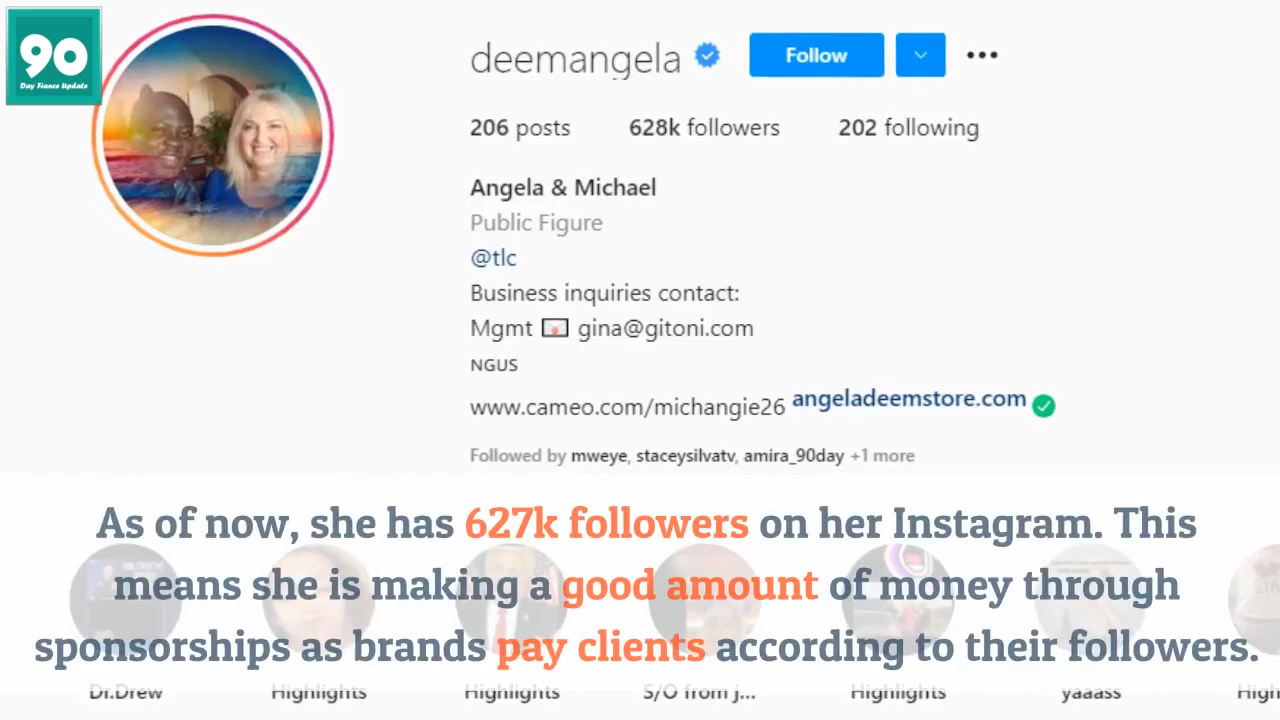 90
Day Fiance Update
deemangela
Follow
206 posts 628k followers 202 following
Angela & Michael
Public Figure
@tlc
Business inquiries contact:
Mgmt gina@gitoni.com
NGUS
www.cameo.com/michangie26 angeladeemstore.com
Followed by mweye, staceysilvatv, amira_90day +1 more
As of now, she has 627k followers on her Instagram. This
means she is making a good amount of money through
sponsorships as brands pay clients according to their followers.
Dr.Drew Highlights Highlights S/O from j... Highlights yaaass High